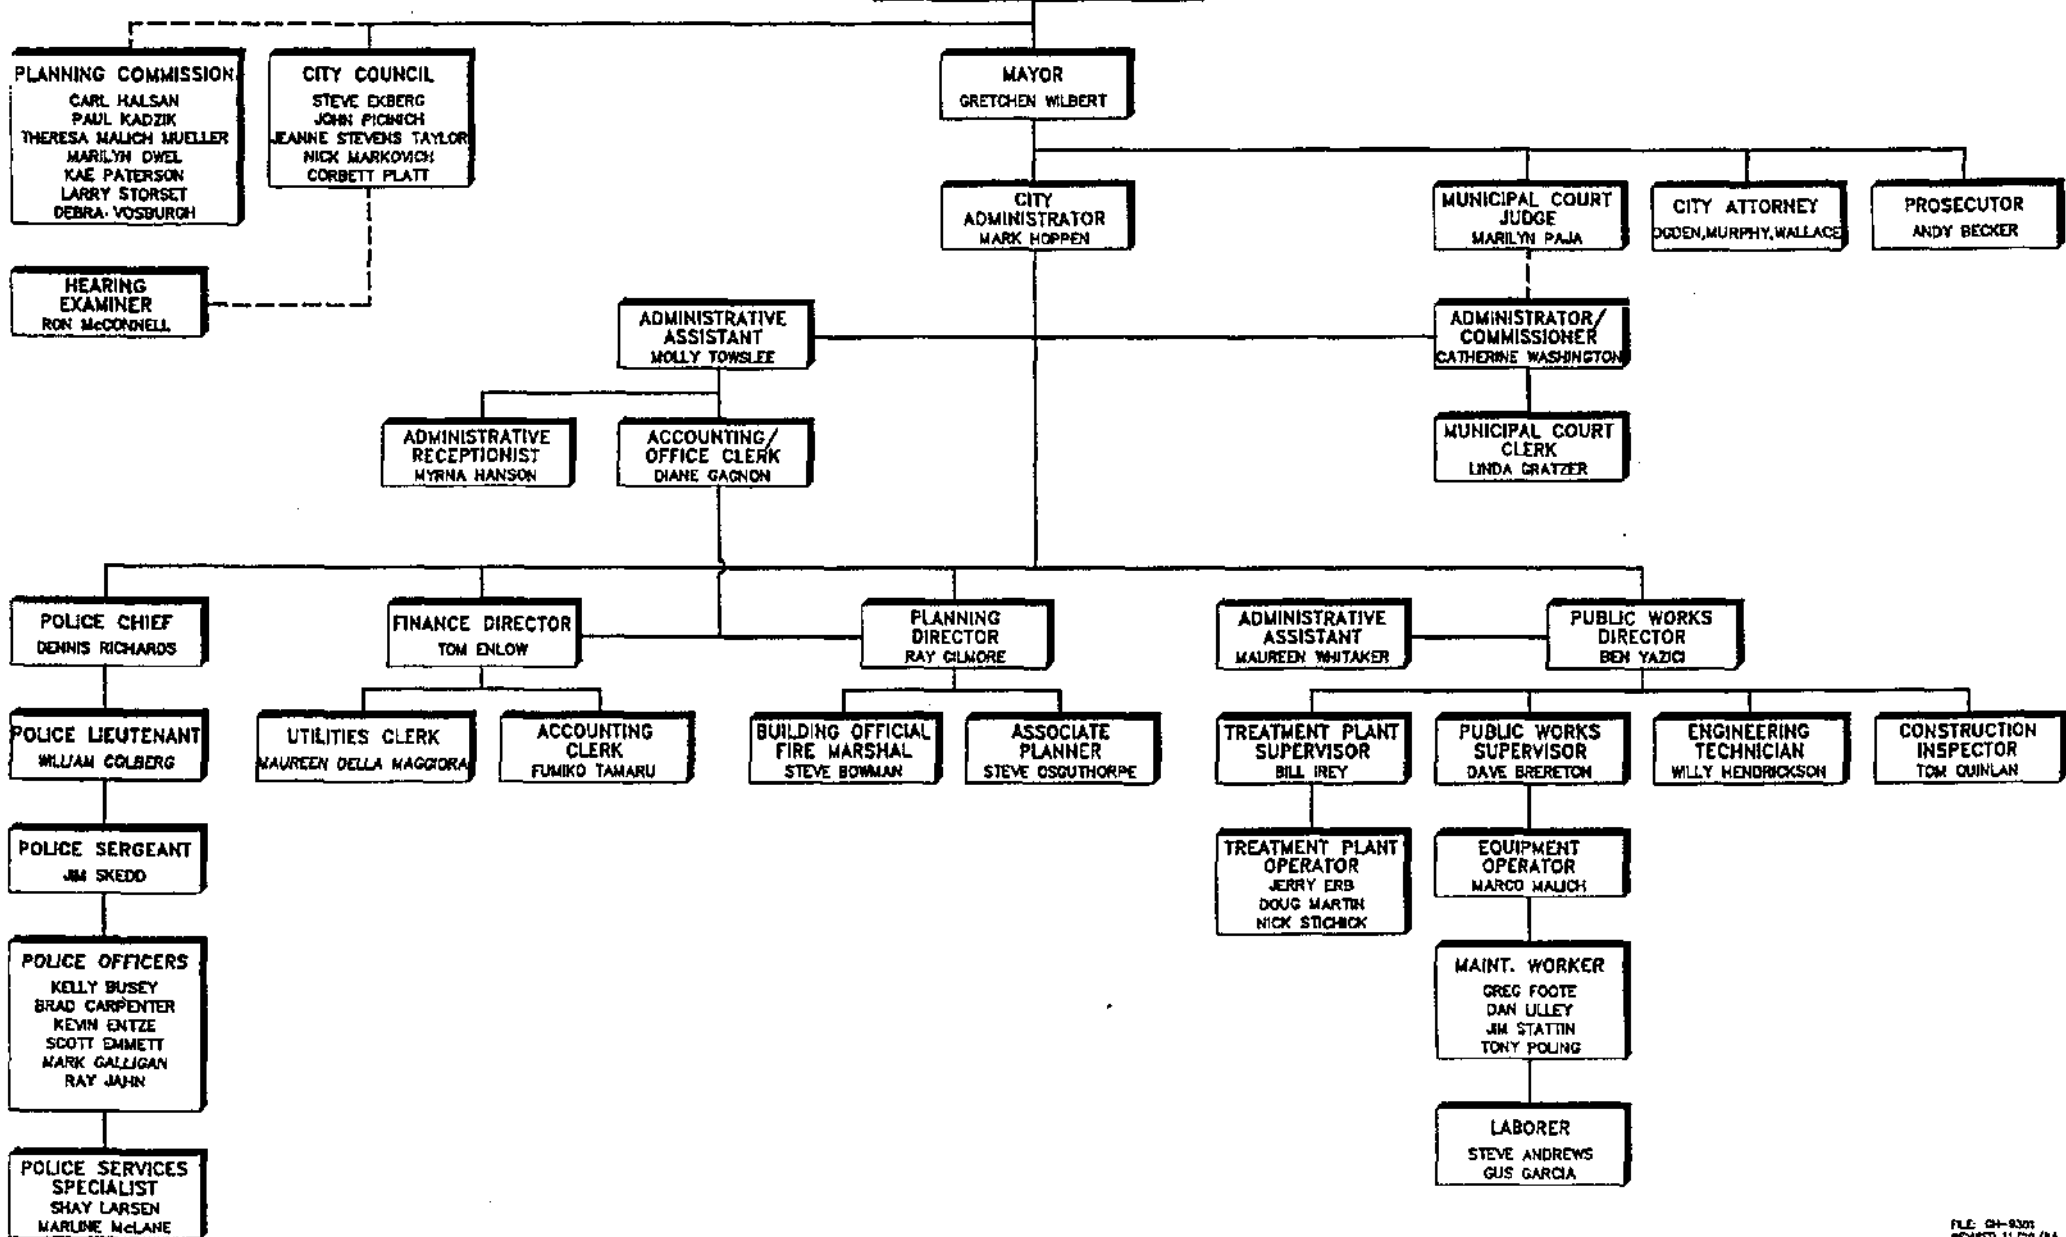 PLANNING COMMISSION
CARL HALSAN
PAUL KADZIK
THERESA MALICH MUELLER
MARILYN OWEL
KAE PATERSON
LARRY STORSET
DEBRA VOSBURGH
CITY COUNCIL
STEVE EKBERG
JOHN PICINICH
JEANNE STEVENS TAYLOR
NICK MARKOVICH
CORBETT PLATT
MAYOR
GRETCHEN WILBERT
CITY
ADMINISTRATOR
MARK HOPPEN
MUNICIPAL COURT
JUDGE
MARILYN PAJA
CITY ATTORNEY
OGDEN,MURPHY,WALLACE
PROSECUTOR
ANDY BECKER
HEARING
EXAMINER
RON McCONNELL
ADMINISTRATIVE
ASSISTANT
MOLLY TOWSLEE
ADMINISTRATOR/
COMMISSIONER
CATHERINE WASHINGTON
ADMINISTRATIVE
RECEPTIONIST
MYRNA HANSON
ACCOUNTING/
OFFICE CLERK
DIANE GAGNON
MUNICIPAL COURT
CLERK
LINDA GRATZER
POLICE CHIEF
DENNIS RICHARDS
FINANCE DIRECTOR
TOM ENLOW
PLANNING
DIRECTOR
RAY GILMORE
ADMINISTRATIVE
ASSISTANT
MAUREEN WHITAKER
PUBLIC WORKS
DIRECTOR
BEN YAZICI
POLICE LIEUTENANT
WILLIAM COLBERG
UTILITIES CLERK
MAUREEN DELLA MAGGIORA
ACCOUNTING
CLERK
FUMIKO TAMARU
BUILDING OFFICIAL
FIRE MARSHAL
STEVE BOWMAN
ASSOCIATE
PLANNER
STEVE OSGUTHORPE
TREATMENT PLANT
SUPERVISOR
BILL IREY
PUBLIC WORKS
SUPERVISOR
DAVE BRERETON
ENGINEERING
TECHNICIAN
WILLY HENDRICKSON
CONSTRUCTION
INSPECTOR
TOM QUINLAN
POLICE SERGEANT
JIM SKEDD
TREATMENT PLANT
OPERATOR
JERRY ERB
DOUG MARTIN
NICK STICHICK
EQUIPMENT
OPERATOR
MARCO MALICH
POLICE OFFICERS
KELLY BUSEY
BRAD CARPENTER
KEVIN ENTZE
SCOTT EMMETT
MARK GALLIGAN
RAY JAHN
MAINT. WORKER
GREG FOOTE
DAN LILLEY
JIM STATTIN
TONY POLING
LABORER
STEVE ANDREWS
GUS GARCIA
POLICE SERVICES
SPECIALIST
SHAY LARSEN
MARLINE McLANE
FILE: GH-9301